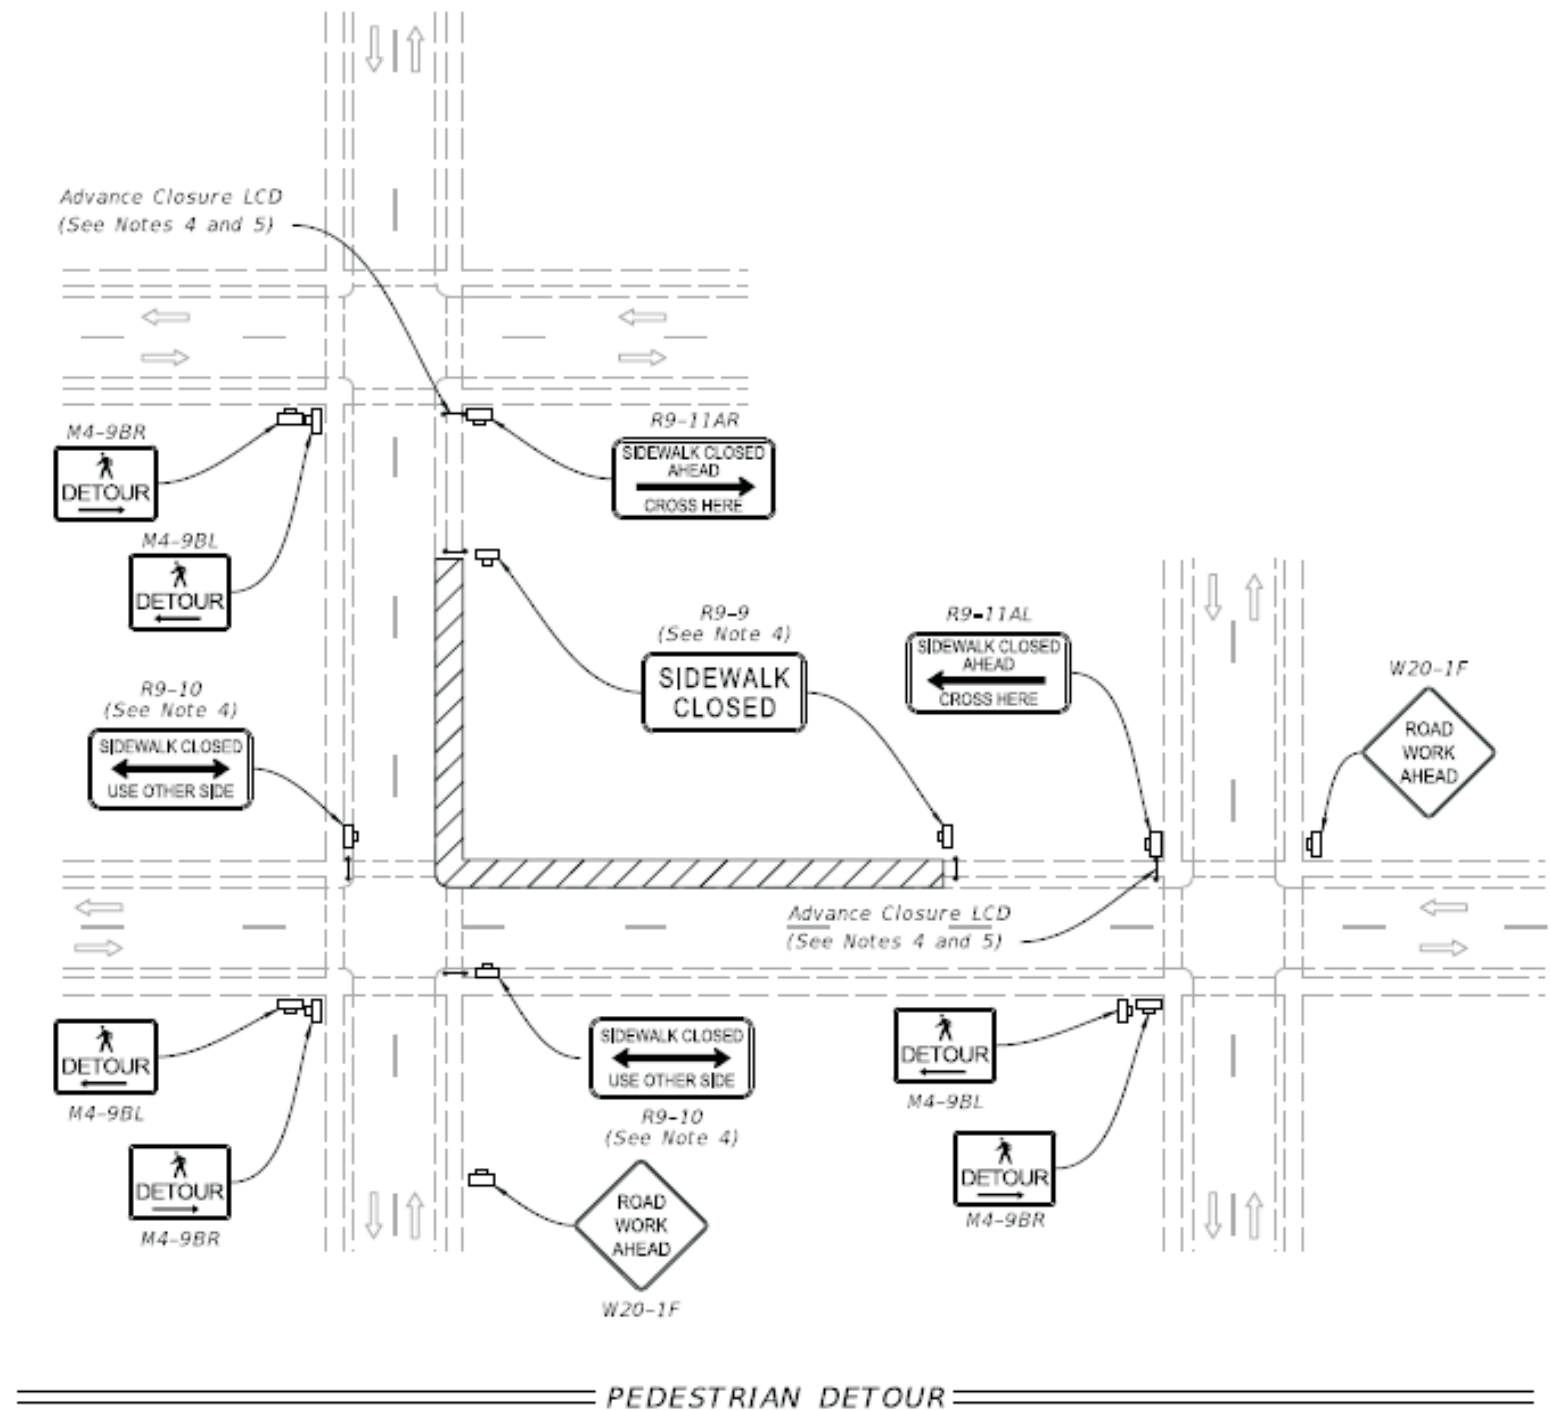 Advance Closure LCD
(See Notes 4 and 5)
M4-9BR
DETOUR
M4-9BL
DETOUR
R9-11AR
SIDEWALK CLOSED
AHEAD
CROSS HERE
R9-9
(See Note 4)
SIDEWALK
CLOSED
R9-11AL
SIDEWALK CLOSED
AHEAD
CROSS HERE
W20-1F
ROAD
WORK
AHEAD
R9-10
(See Note 4)
SIDEWALK CLOSED
USE OTHER SIDE
Advance Closure LCD
(See Notes 4 and 5)
DETOUR
M4-9BL
DETOUR
M4-9BR
SIDEWALK CLOSED
USE OTHER SIDE
R9-10
(See Note 4)
ROAD
WORK
AHEAD
W20-1F
DETOUR
M4-9BL
DETOUR
M4-9BR
PEDESTRIAN DETOUR